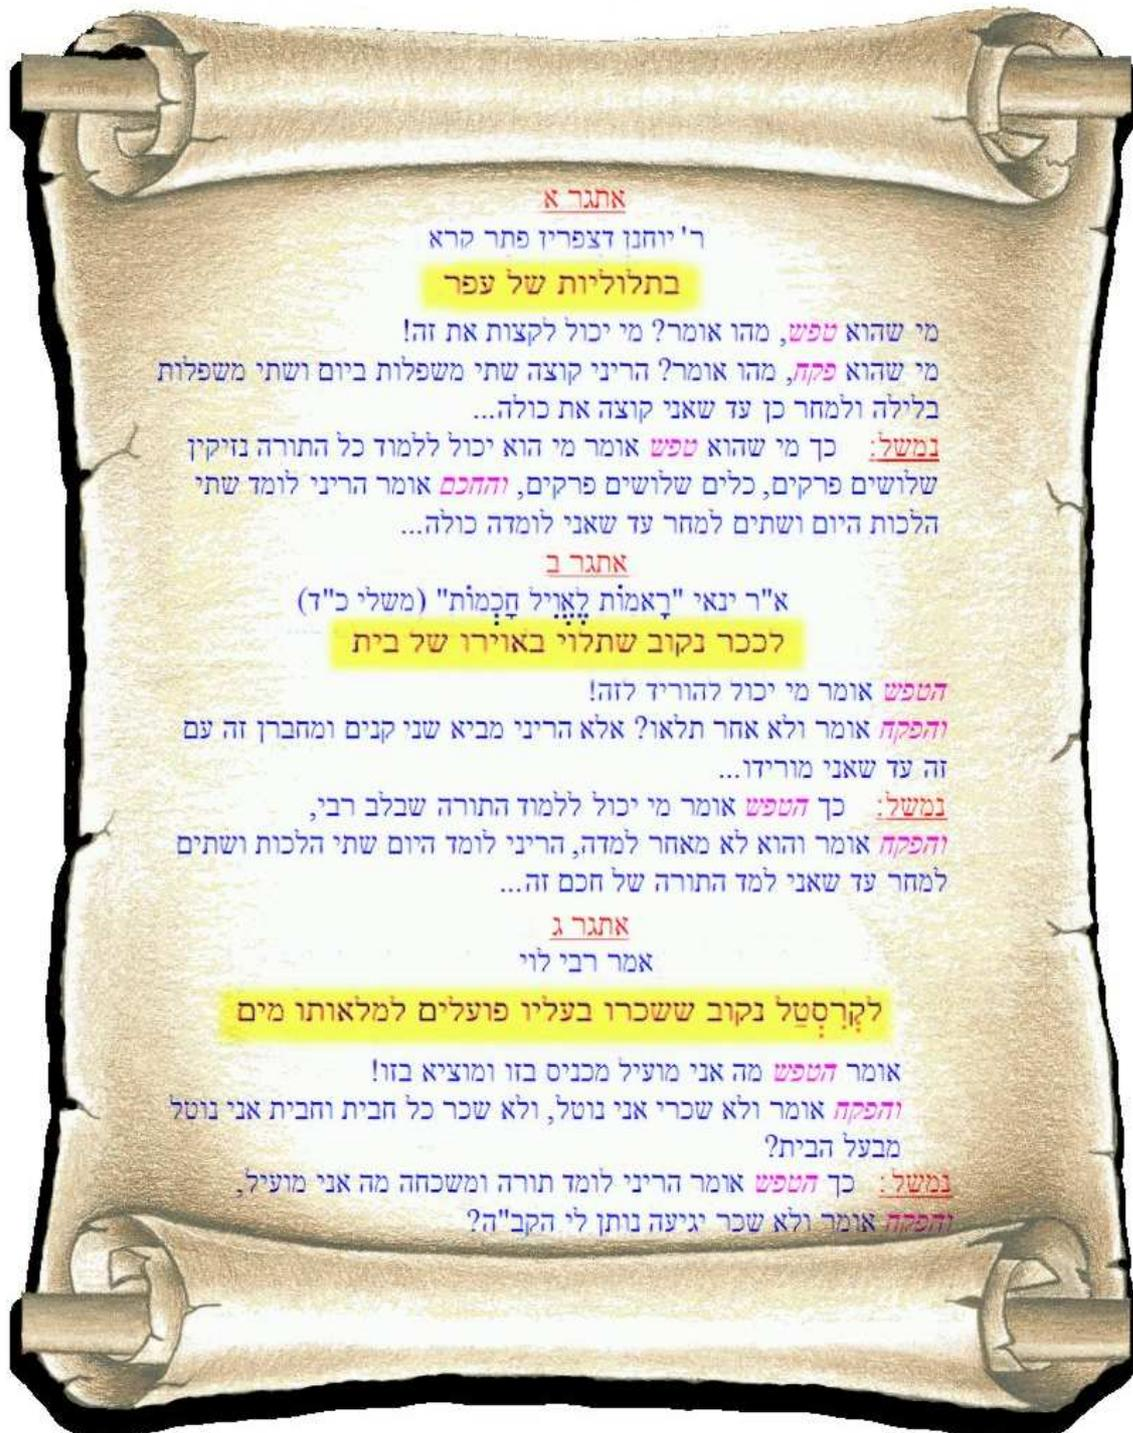 אתגר א
ר' יוחנן דצפרין פתר קרא
בתלוליות של עפר
מי שהוא טפש, מהו אומר? מי יכול לקצות את זה!
מי שהוא פקח, מהו אומר? הריני קוצה שתי משפלות ביום ושתי משפלות
בלילה ולמחר כן עד שאני קוצה את כולה...
נמשל: כך מי שהוא טפש אומר מי הוא יכול ללמוד כל התורה נזיקין
שלושים פרקים, כלים שלושים פרקים, והחכם אומר הריני לומד שתי
הלכות היום ושתים למחר עד שאני לומדה כולה...
אתגר ב
א"ר ינאי "רָאמוֹת לֶאֱוִיל חָכְמוֹת" (משלי כ"ד)
לככר נקוב שתלוי באוירו של בית
הטפש אומר מי יכול להוריד לזה!
והפקח אומר ולא אחר תלאו? אלא הריני מביא שני קנים ומחברן זה עם
זה עד שאני מורידו...
נמשל: כך הטפש אומר מי יכול ללמוד התורה שבלב רבי,
והפקח אומר והוא לא מאחר למדה, הריני לומד היום שתי הלכות ושתים
למחר עד שאני למד התורה של חכם זה...
אתגר ג
אמר רבי לוי
לקְרִסְטַל נקוב ששכרו בעליו פועלים למלאותו מים
אומר הטפש מה אני מועיל מכניס בזו ומוציא בזו!
והפקח אומר ולא שכרי אני נוטל, ולא שכר כל חבית וחבית אני נוטל
מבעל הבית?
נמשל: כך הטפש אומר הריני לומד תורה ומשכחה מה אני מועיל,
והפקח אומר ולא שכר יגיעה נותן לי הקב"ה?